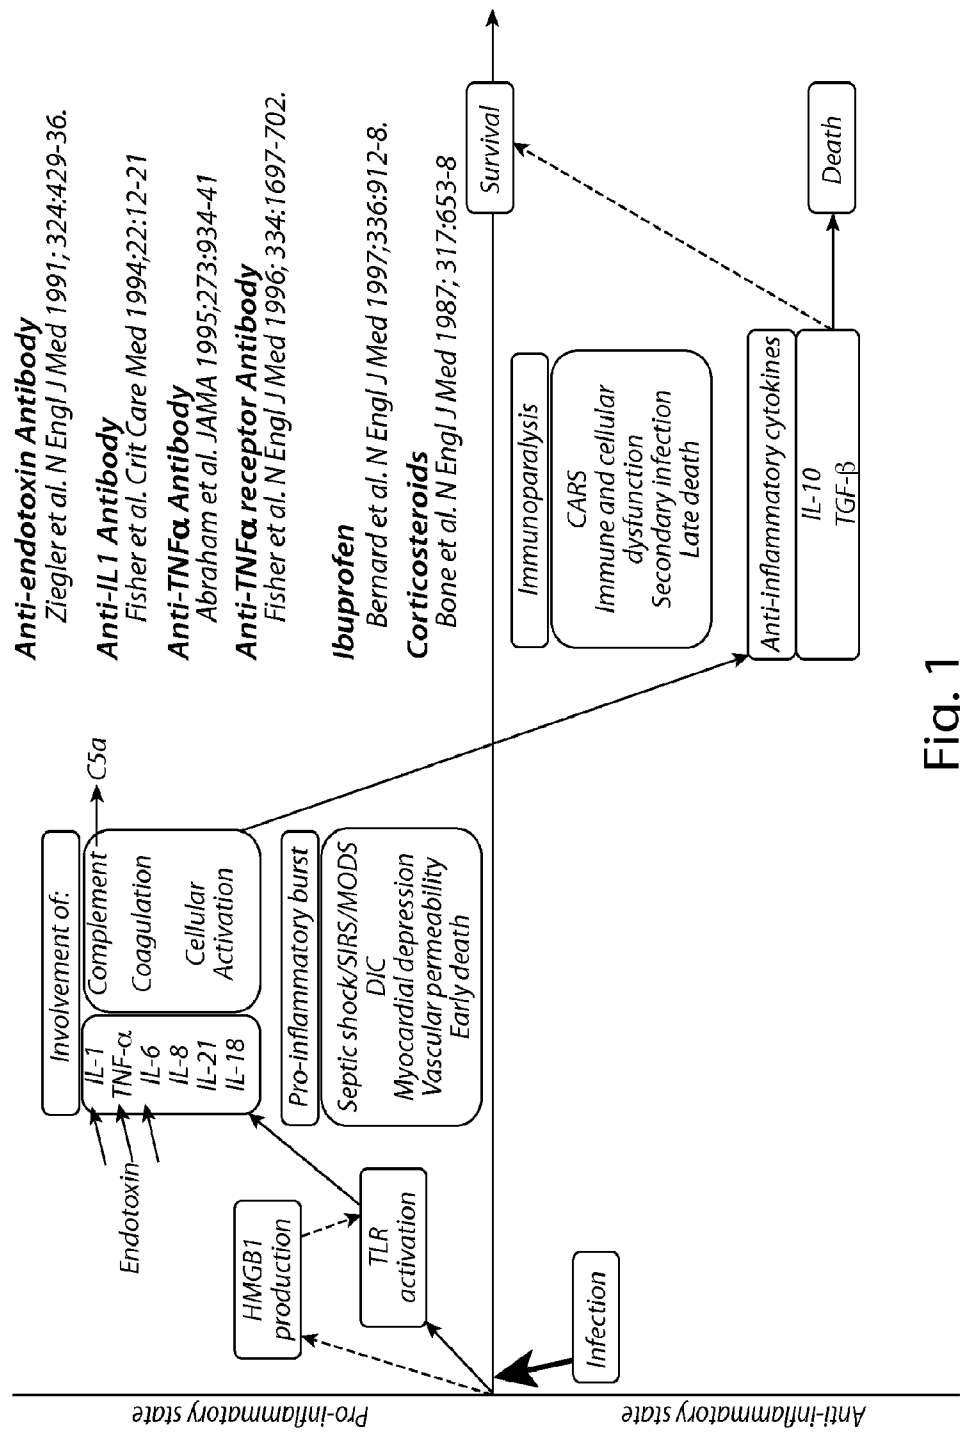 Pro-inflammatory state
Anti-inflammatory state
Infection
HMGB1
production
TLR
activation
Endotoxin
Involvement of:
IL-1
TNF-α
IL-6
IL-8
IL-21
IL-18
Complement
C5a
Coagulation
Cellular
Activation
Pro-inflammatory burst
Septic shock/SIRS/MODS
DIC
Myocardial depression
Vascular permeability
Early death
Anti-endotoxin Antibody
Ziegler et al. N Engl J Med 1991; 324:429-36.
Anti-IL1 Antibody
Fisher et al. Crit Care Med 1994;22:12-21
Anti-TNFα Antibody
Abraham et al. JAMA 1995;273:934-41
Anti-TNFα receptor Antibody
Fisher et al. N Engl J Med 1996; 334:1697-702.
Ibuprofen
Bernard et al. N Engl J Med 1997;336:912-8.
Corticosteroids
Bone et al. N Engl J Med 1987; 317:653-8
Survival
Immunoparalysis
CARS
Immune and cellular
dysfunction
Secondary infection
Late death
Anti-inflammatory cytokines
IL-10
TGF-β
Death
Fig. 1